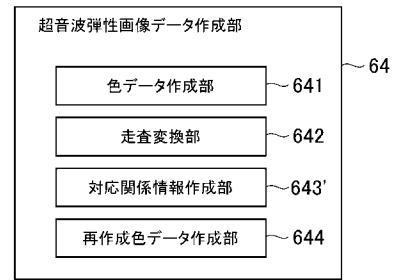 超音波弾性画像データ作成部
64
色データ作成部 641
走査変換部 642
対応関係情報作成部 643'
再作成色データ作成部 644